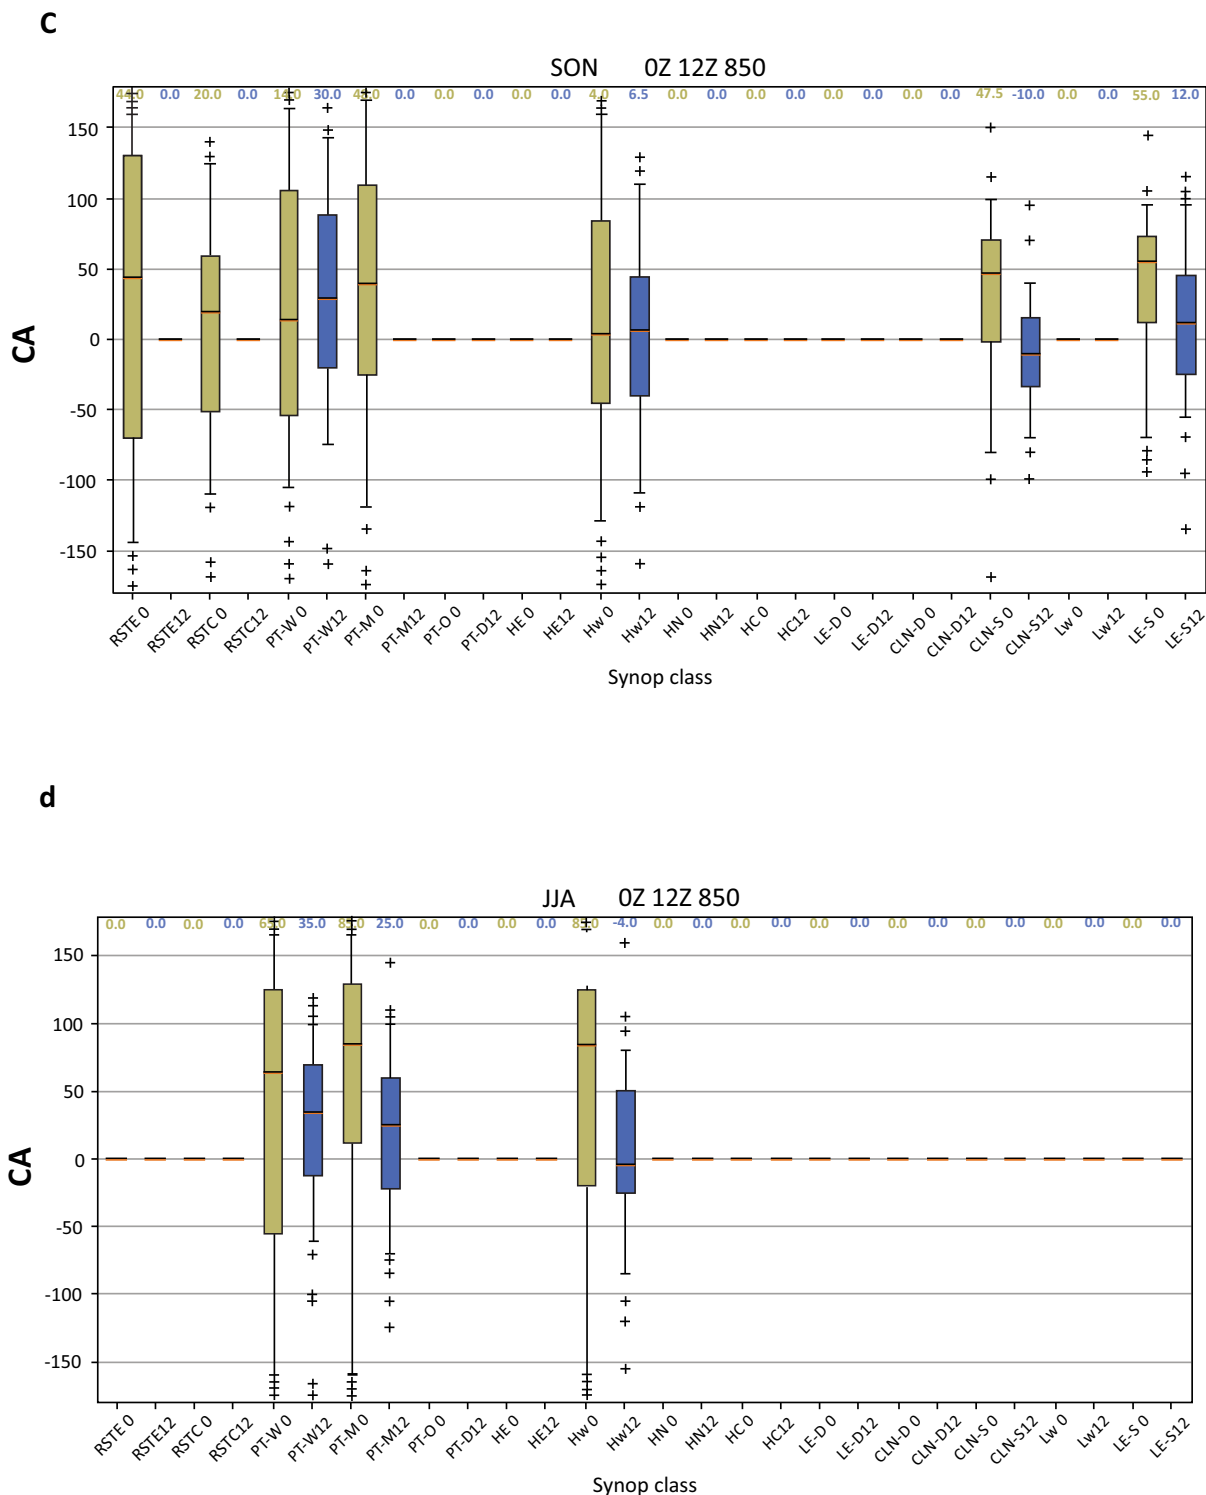 C
SON 0Z 12Z 850
44.0 0.0 20.0 0.0 14.0 30.0 0.0 0.0 0.0 0.0 0.0 4.0 6.5 0.0 0.0 0.0 0.0 0.0 0.0 0.0 0.0 47.5 -10.0 0.0 0.0 55.0 12.0
150
100
50
0
-50
-100
-150
CA
RSTE 0 RSTE12 RSTC 0 RSTC12 PT-W 0 PT-W12 PT-M 0 PT-M12 PT-O 0 PT-D12 HE 0 HE12 Hw 0 Hw12 HN 0 HN12 HC 0 HC12 LE-D 0 LE-D12 CLN-D 0 CLN-D12 CLN-S 0 CLN-S12 Lw 0 Lw12 LE-S 0 LE-S12
Synop class
d
JJA 0Z 12Z 850
0.0 0.0 0.0 0.0 35.0 25.0 0.0 0.0 0.0 0.0 -4.0 0.0 0.0 0.0 0.0 0.0 0.0 0.0 0.0 0.0 0.0 0.0 0.0 0.0 0.0
150
100
50
0
-50
-100
-150
CA
RSTE 0 RSTE12 RSTC 0 RSTC12 PT-W 0 PT-W12 PT-M 0 PT-M12 PT-O 0 PT-D12 HE 0 HE12 Hw 0 Hw12 HN 0 HN12 HC 0 HC12 LE-D 0 LE-D12 CLN-D 0 CLN-D12 CLN-S 0 CLN-S12 Lw 0 Lw12 LE-S 0 LE-S12
Synop class